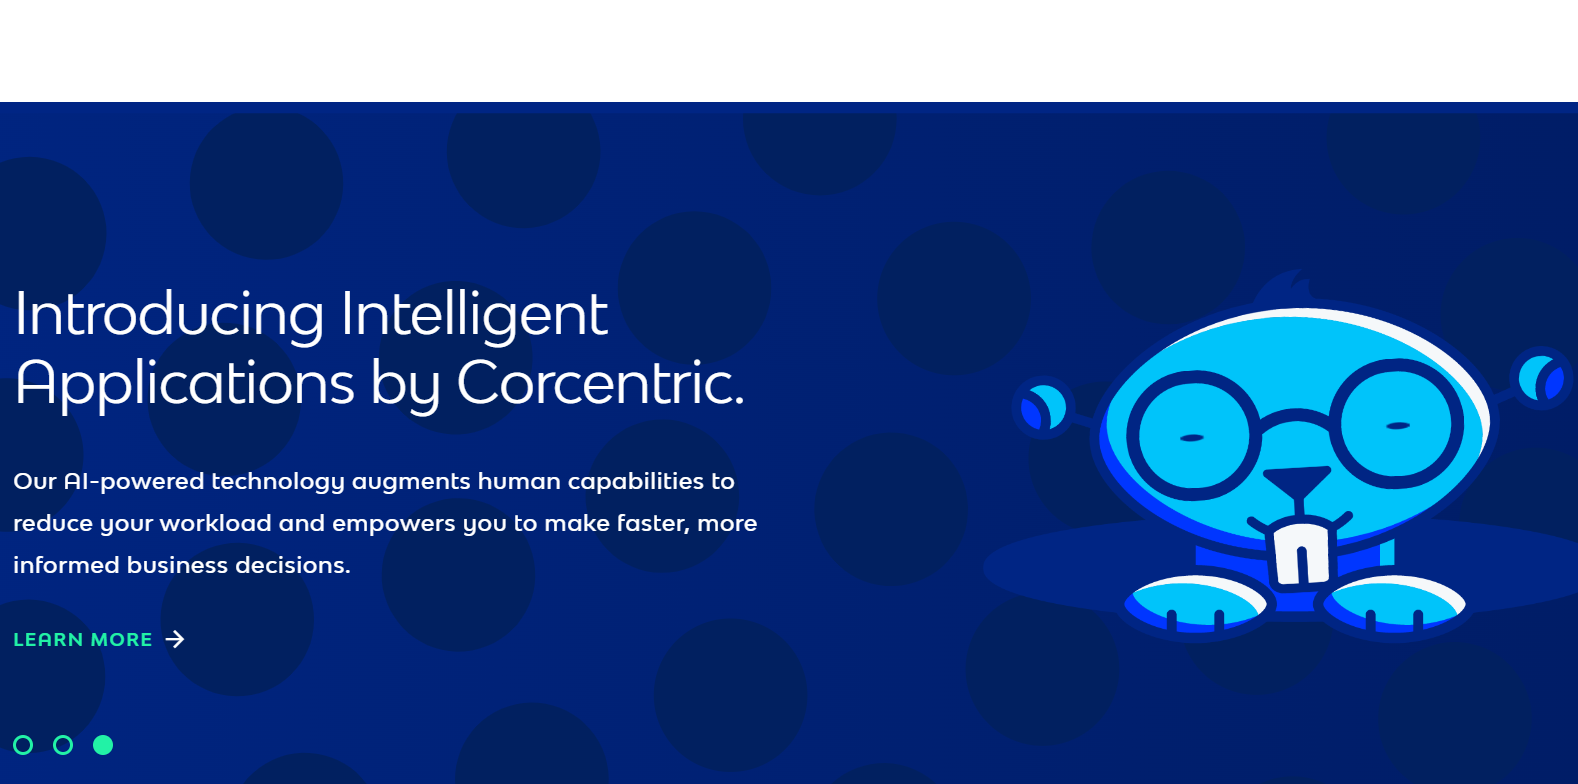 Introducing Intelligent
Applications by Corcentric.
Our AI-powered technology augments human capabilities to
reduce your workload and empowers you to make faster, more
informed business decisions.
LEARN MORE →